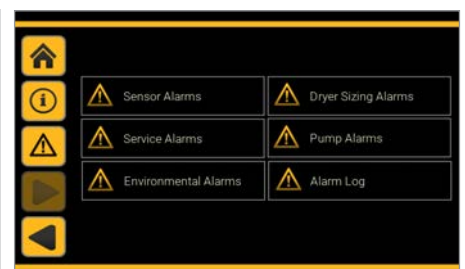 Sensor Alarms
Dryer Sizing Alarms
Service Alarms
Pump Alarms
Environmental Alarms
Alarm Log